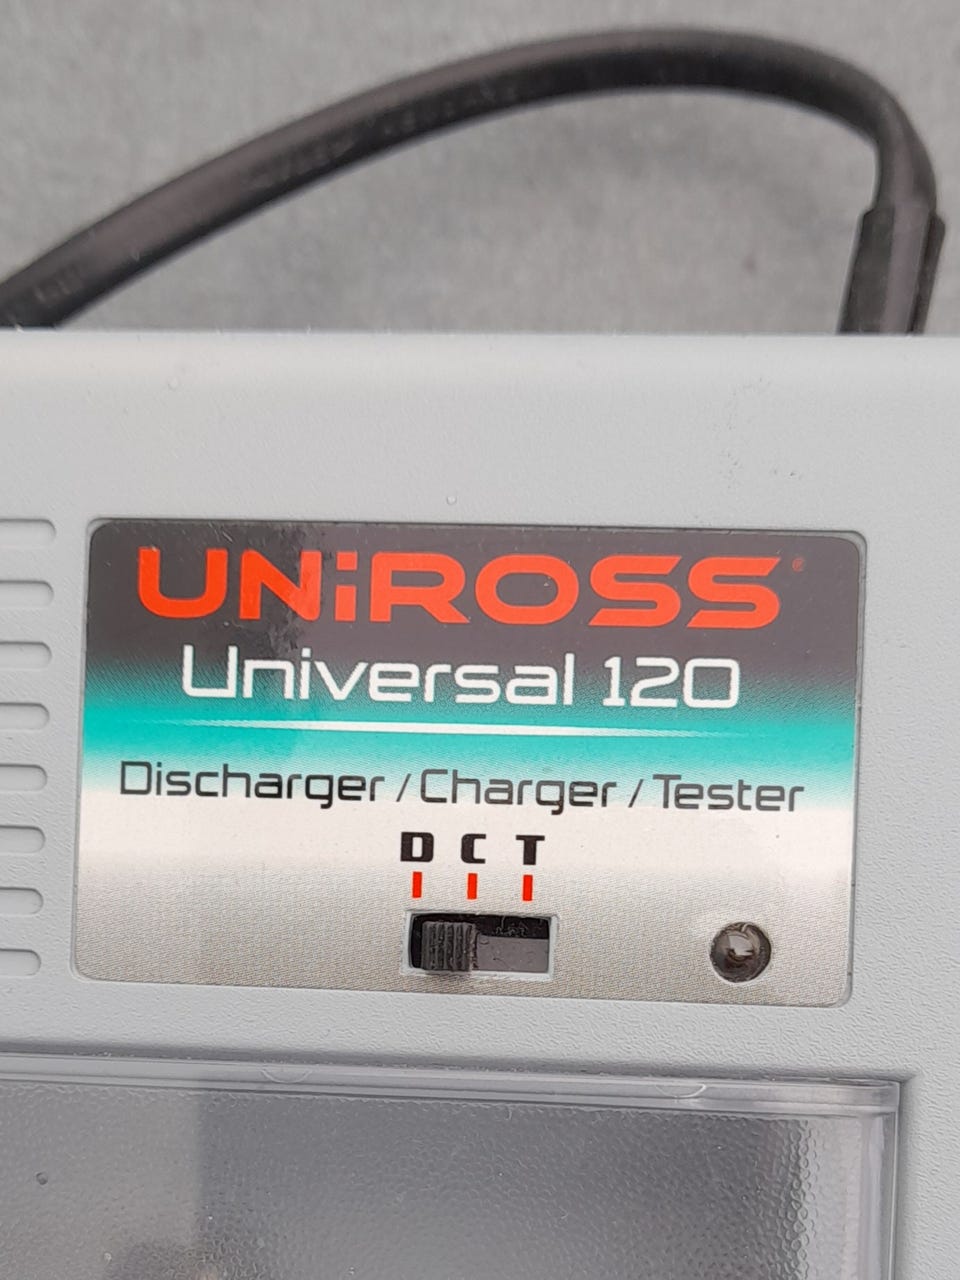 UNiROSS®
Universal 120
Discharger / Charger / Tester
D C T